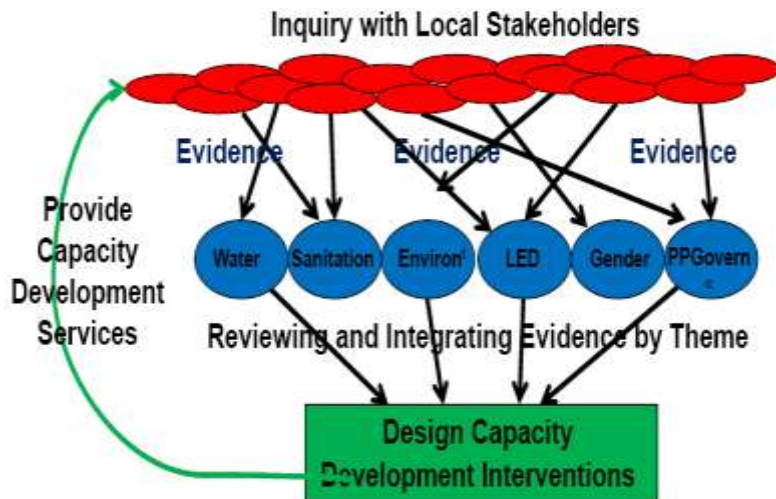 Inquiry with Local Stakeholders
Evidence Evidence Evidence
Provide
Capacity
Development
Services
Water Sanitation Environ' LED Gender PPGovern
c
Reviewing and Integrating Evidence by Theme
Design Capacity
Development Interventions